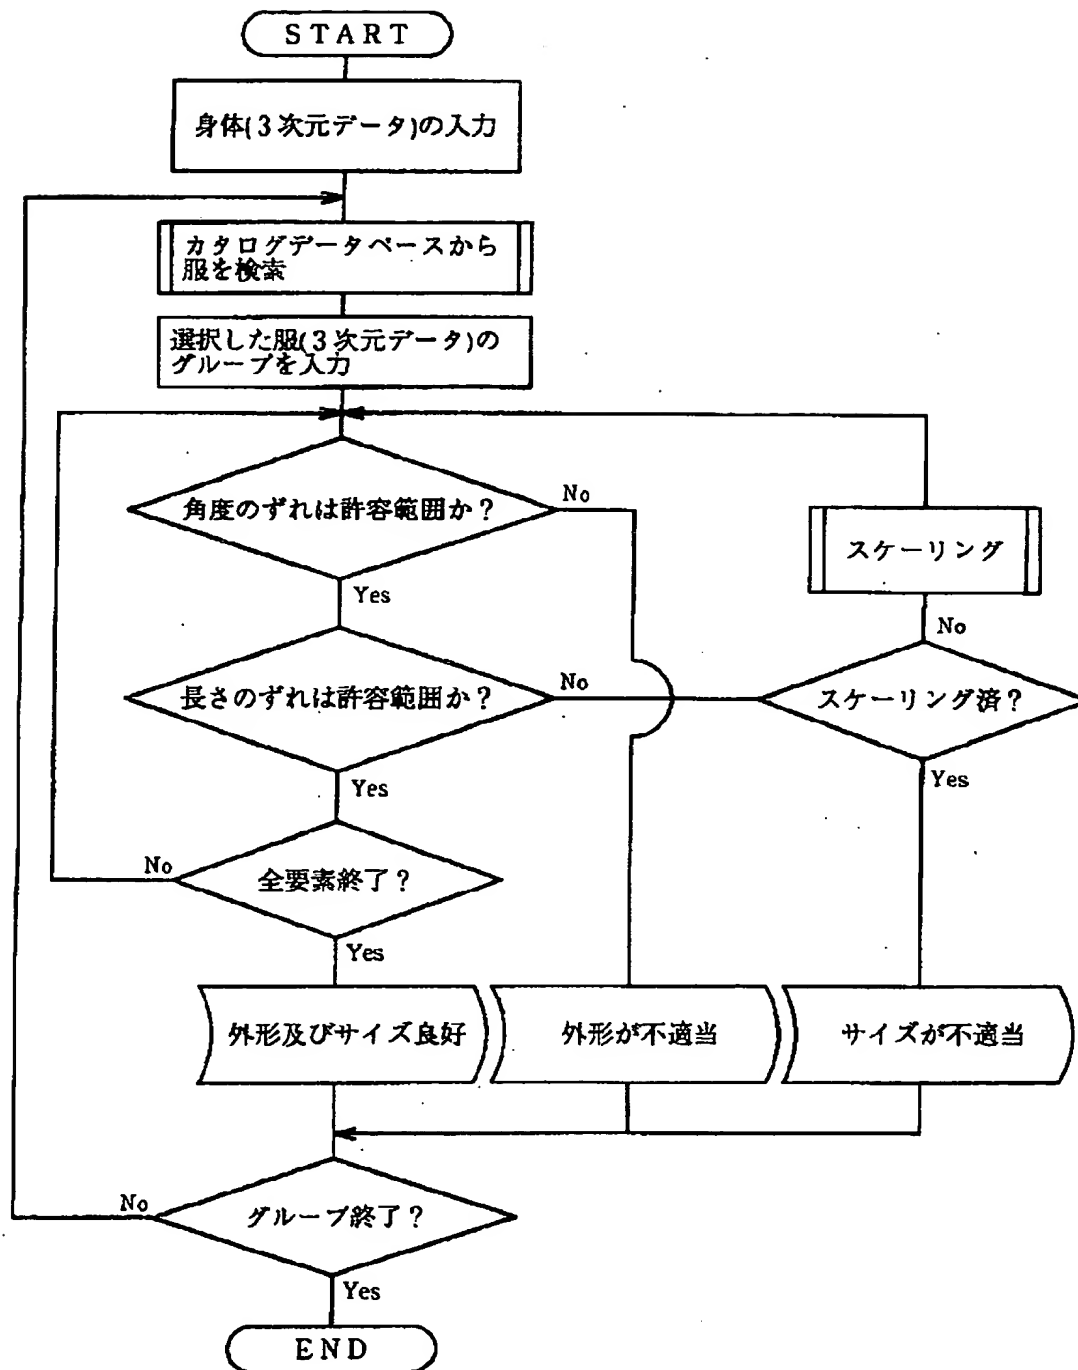 START
身体(3次元データ)の入力
カタログデータベースから
服を検索
選択した服(3次元データ)の
グループを入力
角度のずれは許容範囲か?
No
スケーリング
Yes
No
長さのずれは許容範囲か?
No
スケーリング済?
Yes
Yes
No
全要素終了?
Yes
外形及びサイズ良好
外形が不適当
サイズが不適当
No
グループ終了?
Yes
END